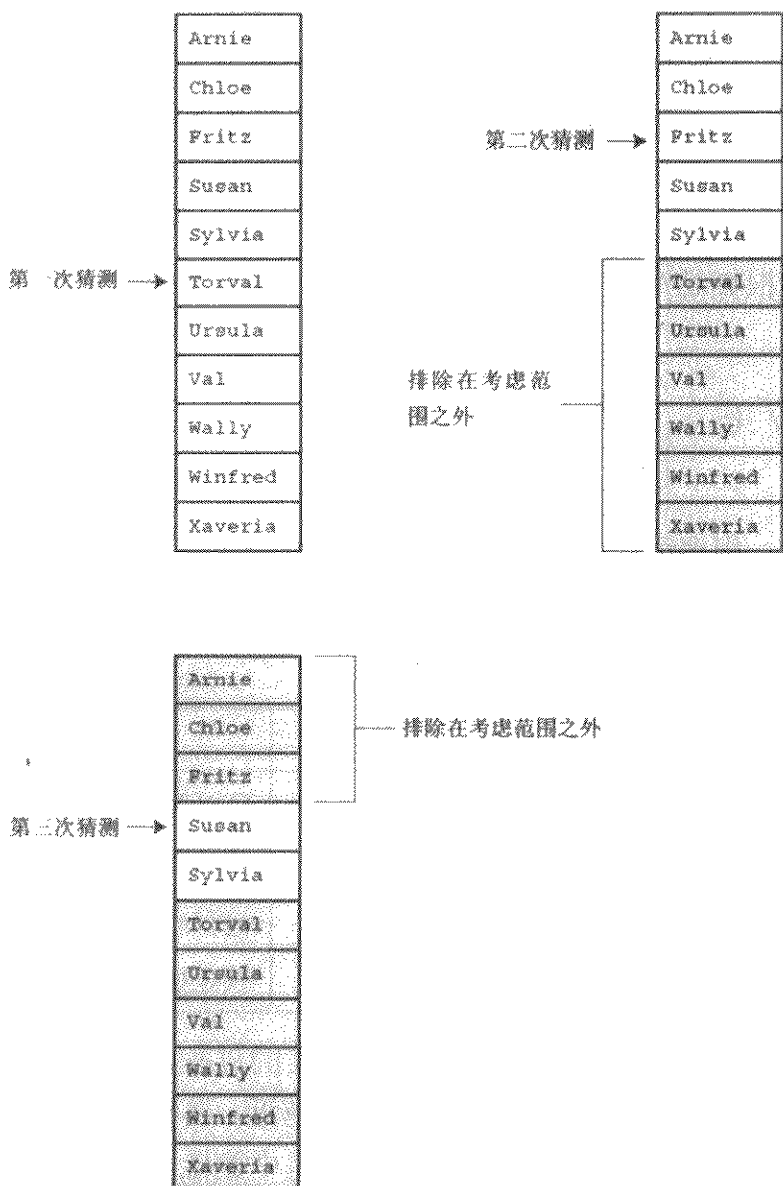 Arnie
Chloe
Fritz
Susan
Sylvia
第一次猜测
Torval
Ursula
Val
Wally
Winfred
Xaveria
Arnie
Chloe
第二次猜测
Fritz
Susan
Sylvia
Torval
Ursula
Val
排除在考虑范
围之外
Wally
Winfred
Xaveria
Arnie
Chloe
排除在考虑范围之外
Fritz
第三次猜测
Susan
Sylvia
Torval
Ursula
Val
Wally
Winfred
Xaveria